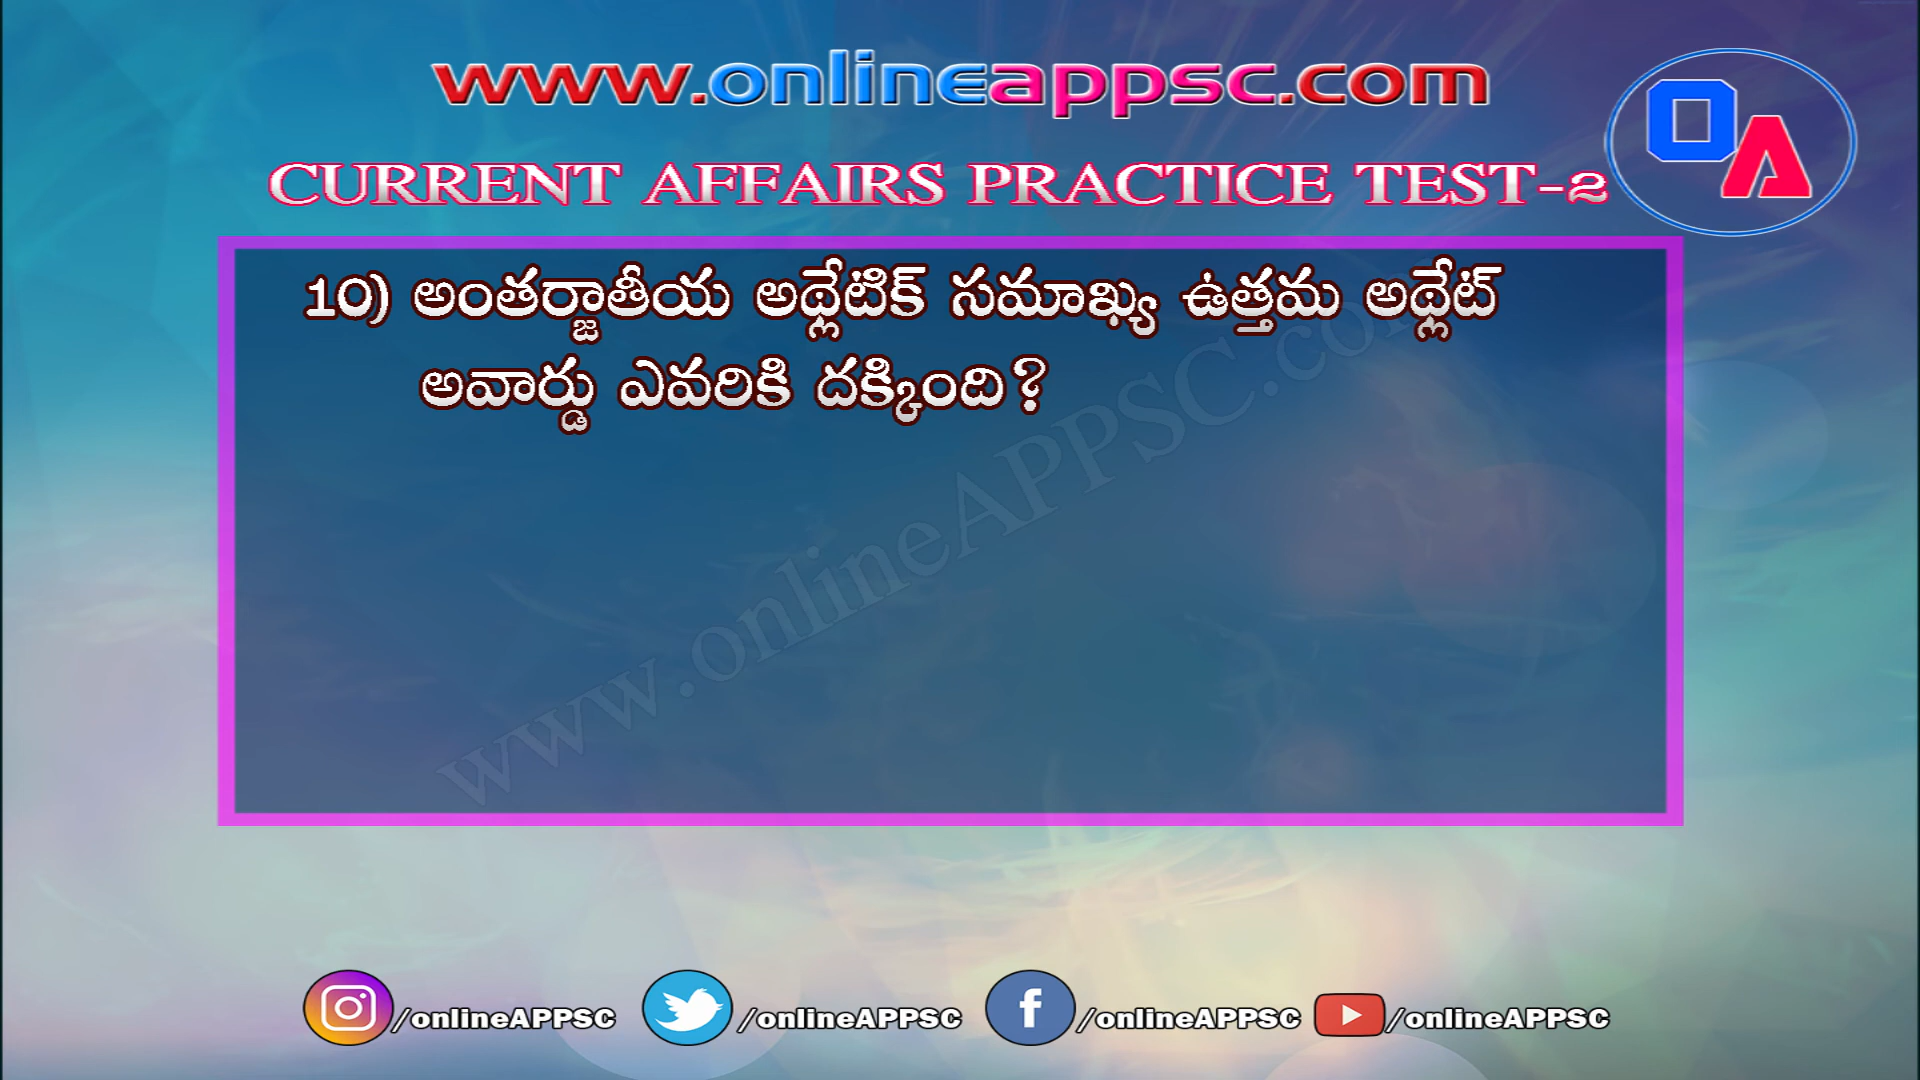 www.onlineappsc.com
OA
CURRENT AFFAIRS PRACTICE TEST-2
10) అంతర్జాతీయ అథ్లేటిక్ సమాఖ్య ఉత్తమ అథ్లేట్
అవార్డు ఎవరికి దక్కింది?
www.onlineAPPSC.com
/onlineAPPSC /onlineAPPSC /onlineAPPSC /onlineAPPSC